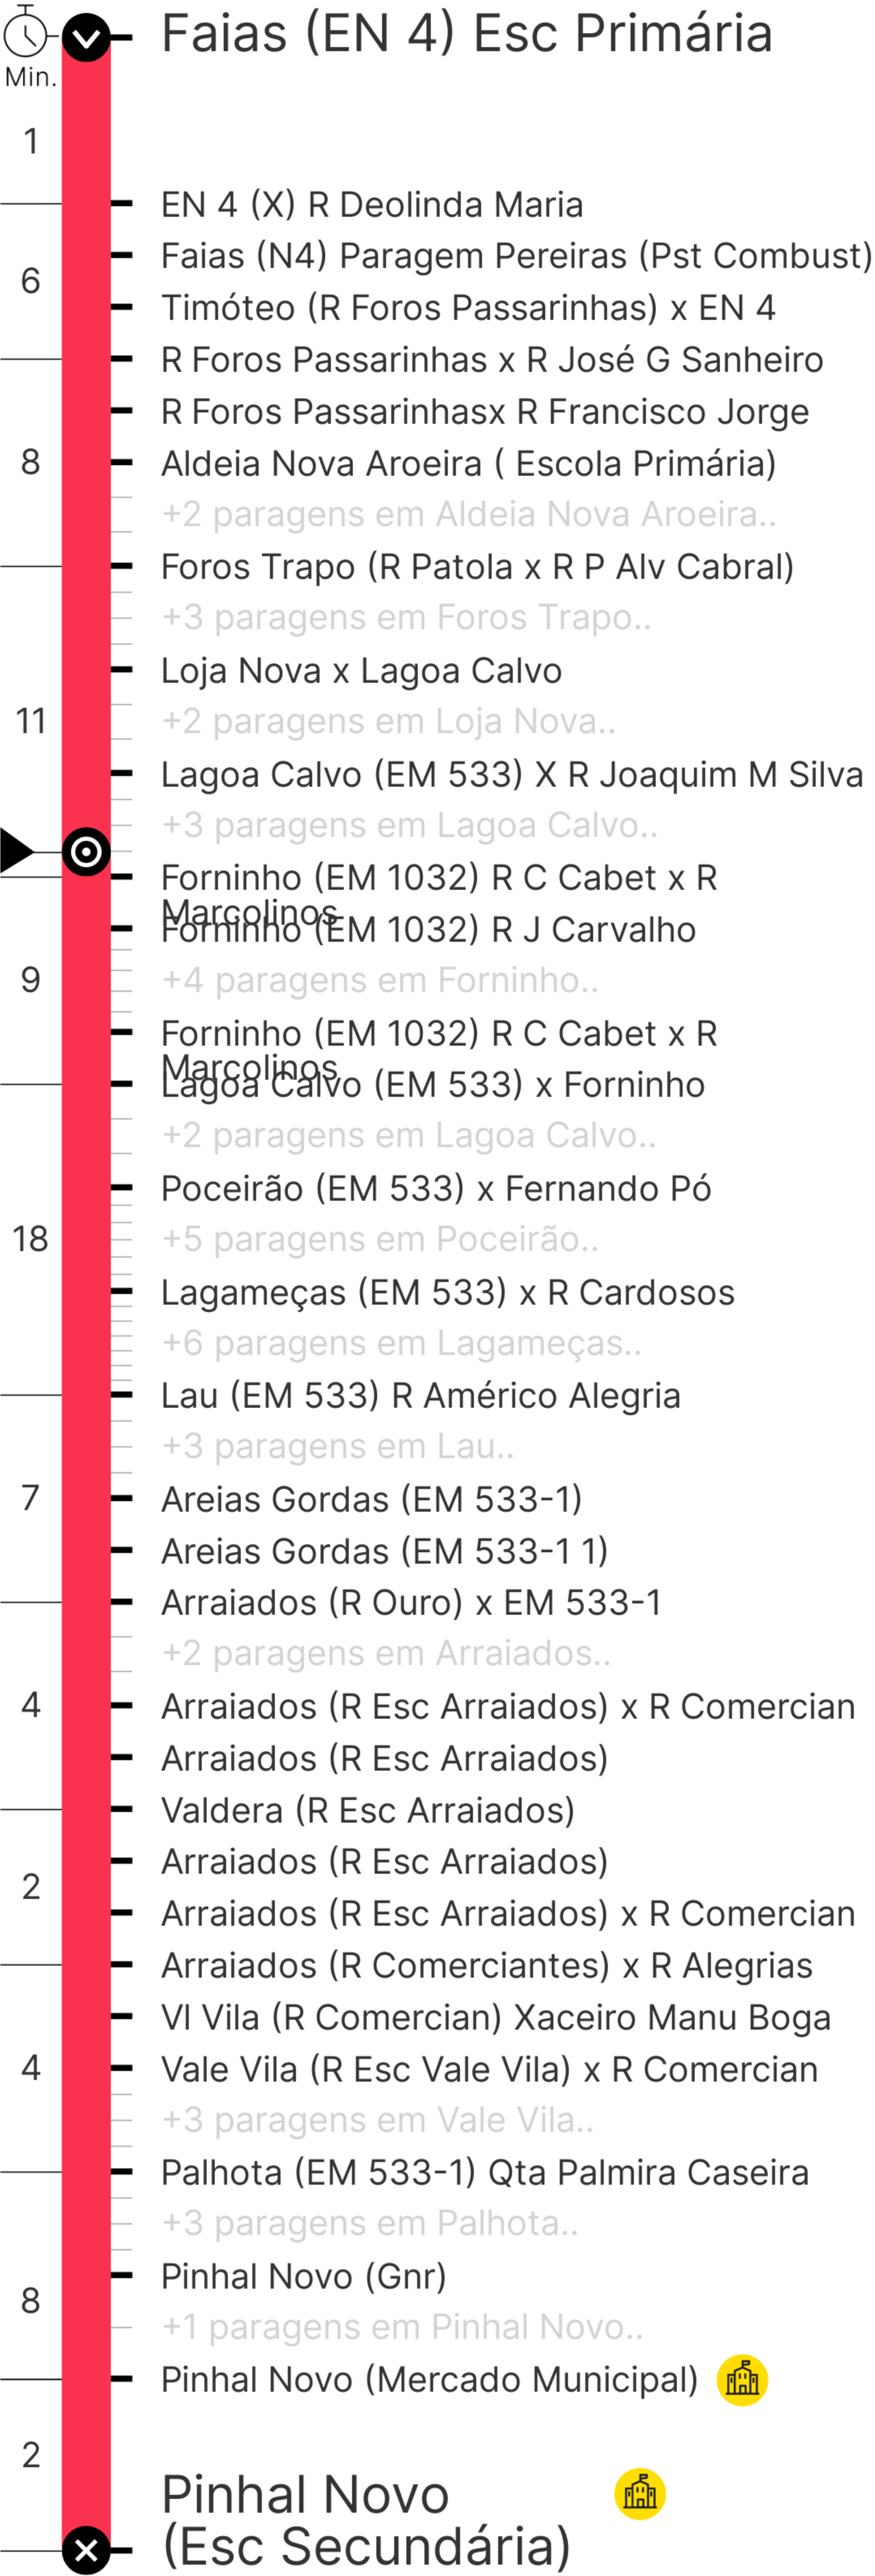 Faias (EN 4) Esc Primária
Min.
1
EN 4 (X) R Deolinda Maria
Faias (N4) Paragem Pereiras (Pst Combust)
6
Timóteo (R Foros Passarinhas) x EN 4
R Foros Passarinhas x R José G Sanheiro
R Foros Passarinhasx R Francisco Jorge
8
Aldeia Nova Aroeira ( Escola Primária)
+2 paragens em Aldeia Nova Aroeira..
Foros Trapo (R Patola x R P Alv Cabral)
+3 paragens em Foros Trapo..
Loja Nova x Lagoa Calvo
11
+2 paragens em Loja Nova..
Lagoa Calvo (EM 533) X R Joaquim M Silva
+3 paragens em Lagoa Calvo..
Forninho (EM 1032) R C Cabet x R
Marcolinos
Forninho (EM 1032) R J Carvalho
9
+4 paragens em Forninho..
Forninho (EM 1032) R C Cabet x R
Marcolinos
Lagoa Calvo (EM 533) x Forninho
+2 paragens em Lagoa Calvo..
Poceirão (EM 533) x Fernando Pó
18
+5 paragens em Poceirão..
Lagameças (EM 533) x R Cardosos
+6 paragens em Lagameças..
Lau (EM 533) R Américo Alegria
+3 paragens em Lau..
7
Areias Gordas (EM 533-1)
Areias Gordas (EM 533-1 1)
Arraiados (R Ouro) x EM 533-1
+2 paragens em Arraiados..
4
Arraiados (R Esc Arraiados) x R Comercian
Arraiados (R Esc Arraiados)
Valdera (R Esc Arraiados)
Arraiados (R Esc Arraiados)
2
Arraiados (R Esc Arraiados) x R Comercian
Arraiados (R Comerciantes) x R Alegrias
Vl Vila (R Comercian) Xaceiro Manu Boga
4
Vale Vila (R Esc Vale Vila) x R Comercian
+3 paragens em Vale Vila..
Palhota (EM 533-1) Qta Palmira Caseira
+3 paragens em Palhota..
Pinhal Novo (Gnr)
8
+1 paragens em Pinhal Novo..
Pinhal Novo (Mercado Municipal)
2
Pinhal Novo
(Esc Secundária)